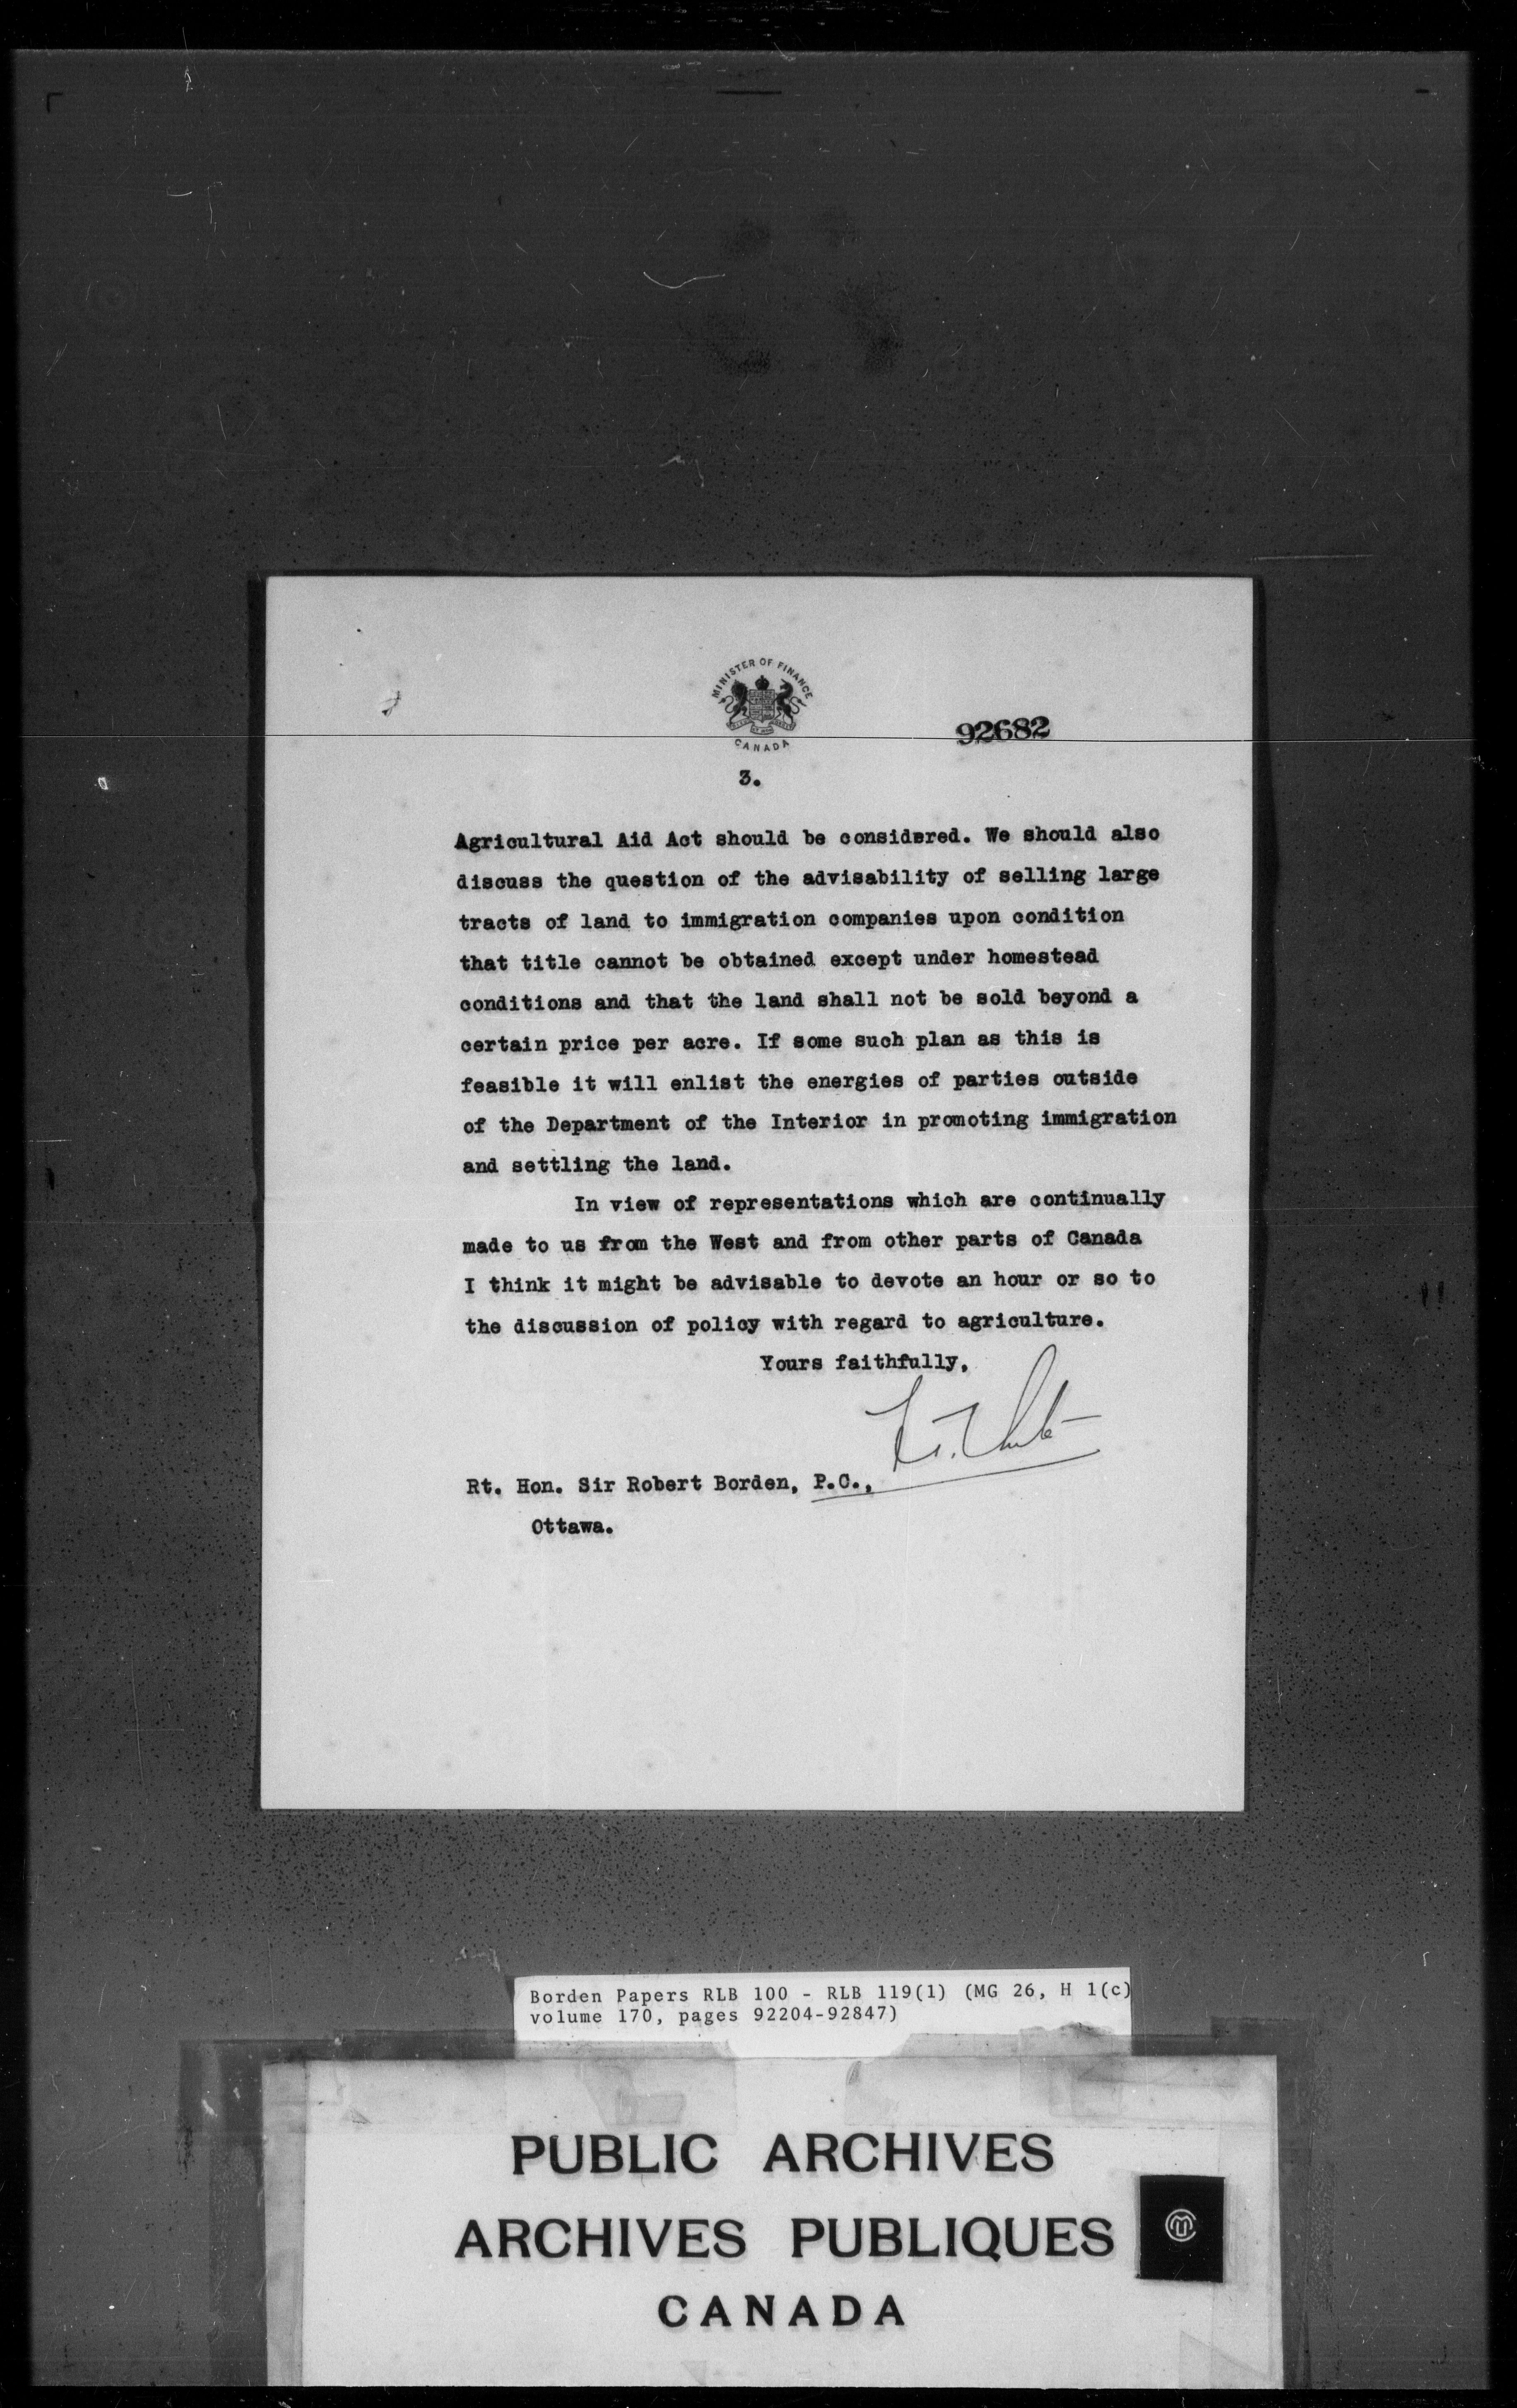 MINISTER OF FINANCE
CANADA
92682
3.
Agricultural Aid Act should be considered. We should also
discuss the question of the advisability of selling large
tracts of land to immigration companies upon condition
that title cannot be obtained except under homestead
conditions and that the land shall not be sold beyond a
certain price per acre. If some such plan as this is
feasible it will enlist the energies of parties outside
of the Department of the Interior in promoting immigration
and settling the land.
In view of representations which are continually
made to us from the West and from other parts of Canada
I think it might be advisable to devote an hour or so to
the discussion of policy with regard to agriculture.
Yours faithfully,
Rt. Hon. Sir Robert Borden, P.C.,
Ottawa.
Borden Papers RLB 100 - RLB 119(1) (MG 26, H 1(c)
volume 170, pages 92204-92847)
PUBLIC ARCHIVES
ARCHIVES PUBLIQUES
CANADA